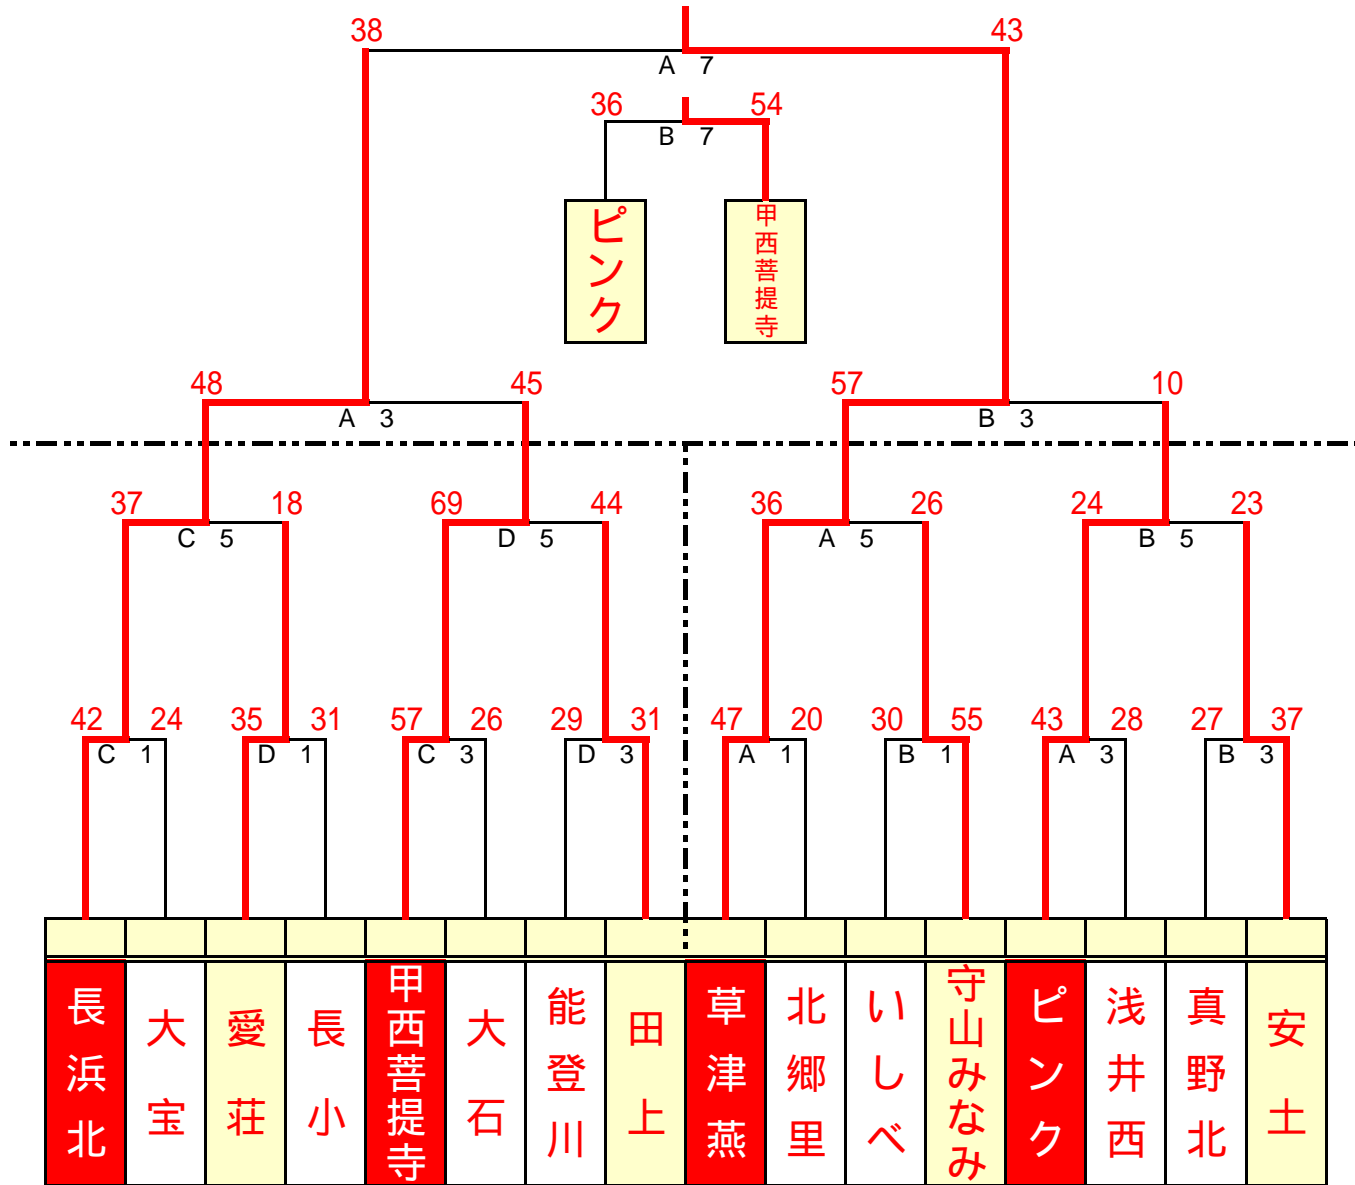 38 43
A 7
36 54
B 7
ピンク
甲西菩提寺
48 45 57 10
A 3 B 3
37 18 69 44 36 26 24 23
C 5 D 5 A 5 B 5
42 24 35 31 57 26 29 31 47 20 30 55 43 28 27 37
C 1 D 1 C 3 D 3 A 1 B 1 A 3 B 3
長浜北
大宝
愛荘
長小
甲西菩提寺
大石
能登川
田上
草津燕
北郷里
いしべ
守山みなみ
ピンク
浅井西
真野北
安土